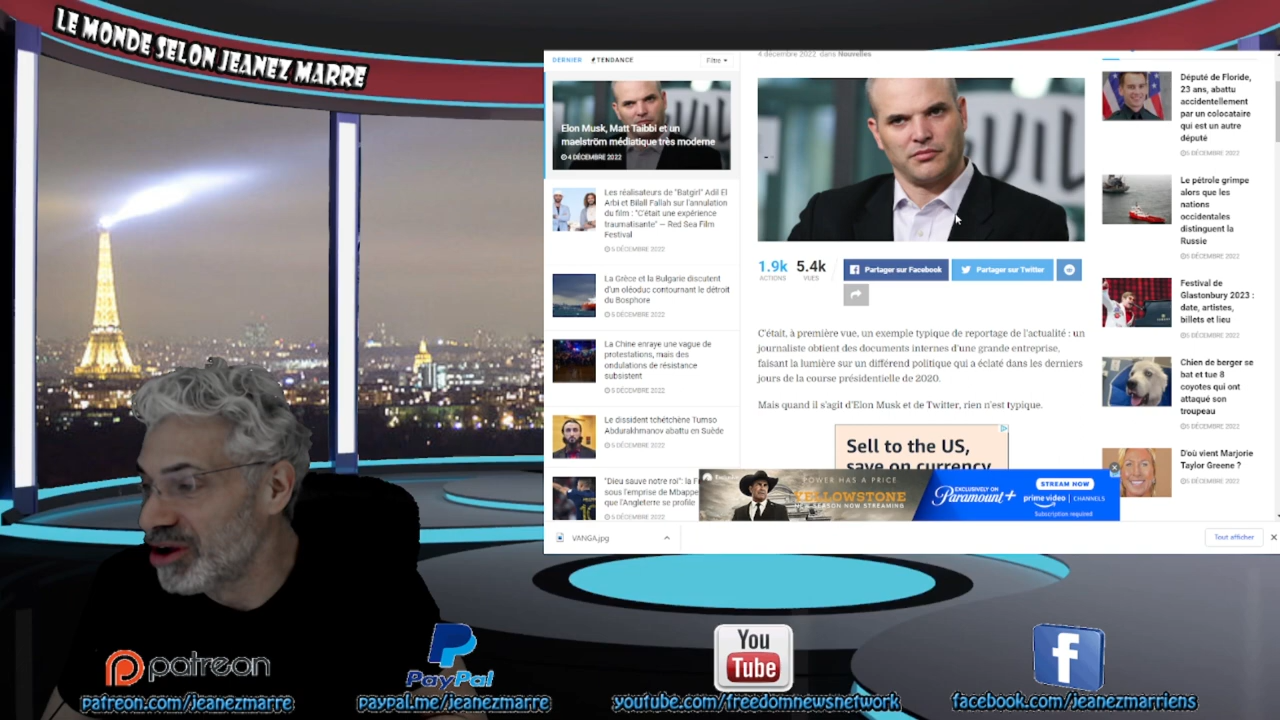 LE MONDE SELON JEANEZ MARRE
DERNIER
TENDANCE
Filtre
Elon Musk, Matt Taibbi et un
maelström médiatique très moderne
4 DÉCEMBRE 2022
Les réalisateurs de "Batgirl" Adil El
Arbi et Bilall Fallah sur l'annulation
du film : "C'était une expérience
traumatisante" – Red Sea Film
Festival
5 DÉCEMBRE 2022
La Grèce et la Bulgarie discutent
d'un oléoduc contournant le détroit
du Bosphore
5 DÉCEMBRE 2022
La Chine enraye une vague de
protestations, mais des
ondulations de résistance
subsistent
5 DÉCEMBRE 2022
Le dissident tchétchène Tumso
Abdurakhmanov abattu en Suède
5 DÉCEMBRE 2022
"Dieu sauve notre roi": la F
sous l'emprise de Mbappe
que l'Angleterre se profile
5 DÉCEMBRE 2022
4 décembre 2022 dans Nouvelles
1.9k
ACTIONS
5.4k
VUES
Partager sur Facebook
Partager sur Twitter
C'était, à première vue, un exemple typique de reportage de l'actualité : un
journaliste obtient des documents internes d'une grande entreprise,
faisant la lumière sur un différend politique qui a éclaté dans les derniers
jours de la course présidentielle de 2020.
Mais quand il s'agit d'Elon Musk et de Twitter, rien n'est typique.
Sell to the US,
save on currency
POWER HAS A PRICE
YELLOWSTONE
NEW SEASON NOW STREAMING
EXCLUSIVELY ON
Paramount+
STREAM NOW
prime video | CHANNELS
Subscription required
Député de Floride,
23 ans, abattu
accidentellement
par un colocataire
qui est un autre
député
5 DÉCEMBRE 2022
Le pétrole grimpe
alors que les
nations
occidentales
distinguent la
Russie
5 DÉCEMBRE 2022
Festival de
Glastonbury 2023 :
date, artistes,
billets et lieu
5 DÉCEMBRE 2022
Chien de berger se
bat et tue 8
coyotes qui ont
attaqué son
troupeau
5 DÉCEMBRE 2022
D'où vient Marjorie
Taylor Greene ?
5 DÉCEMBRE 2022
VANGA.jpg
Tout afficher
patreon
patreon.com/jeanezmarre
PayPal
paypal.me/jeanezmarre
You
Tube
youtube.com/freedomnewsnetwork
facebook.com/jeanezmarriens